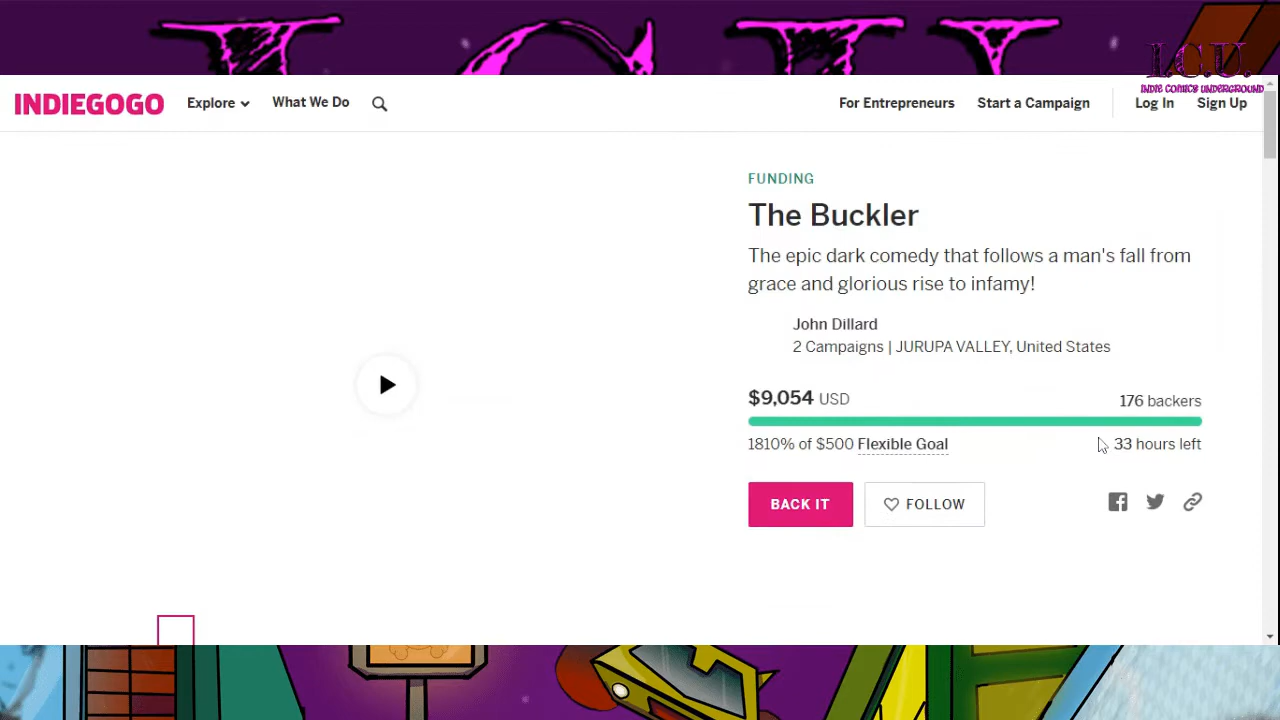 I.C.U.
I.C.U.
INDIE COMICS UNDERGROUND
INDIEGOGO Explore What We Do For Entrepreneurs Start a Campaign Log In Sign Up
FUNDING
The Buckler
The epic dark comedy that follows a man's fall from
grace and glorious rise to infamy!
John Dillard
2 Campaigns | JURUPA VALLEY, United States
$9,054 USD 176 backers
1810% of $500 Flexible Goal 33 hours left
BACK IT FOLLOW